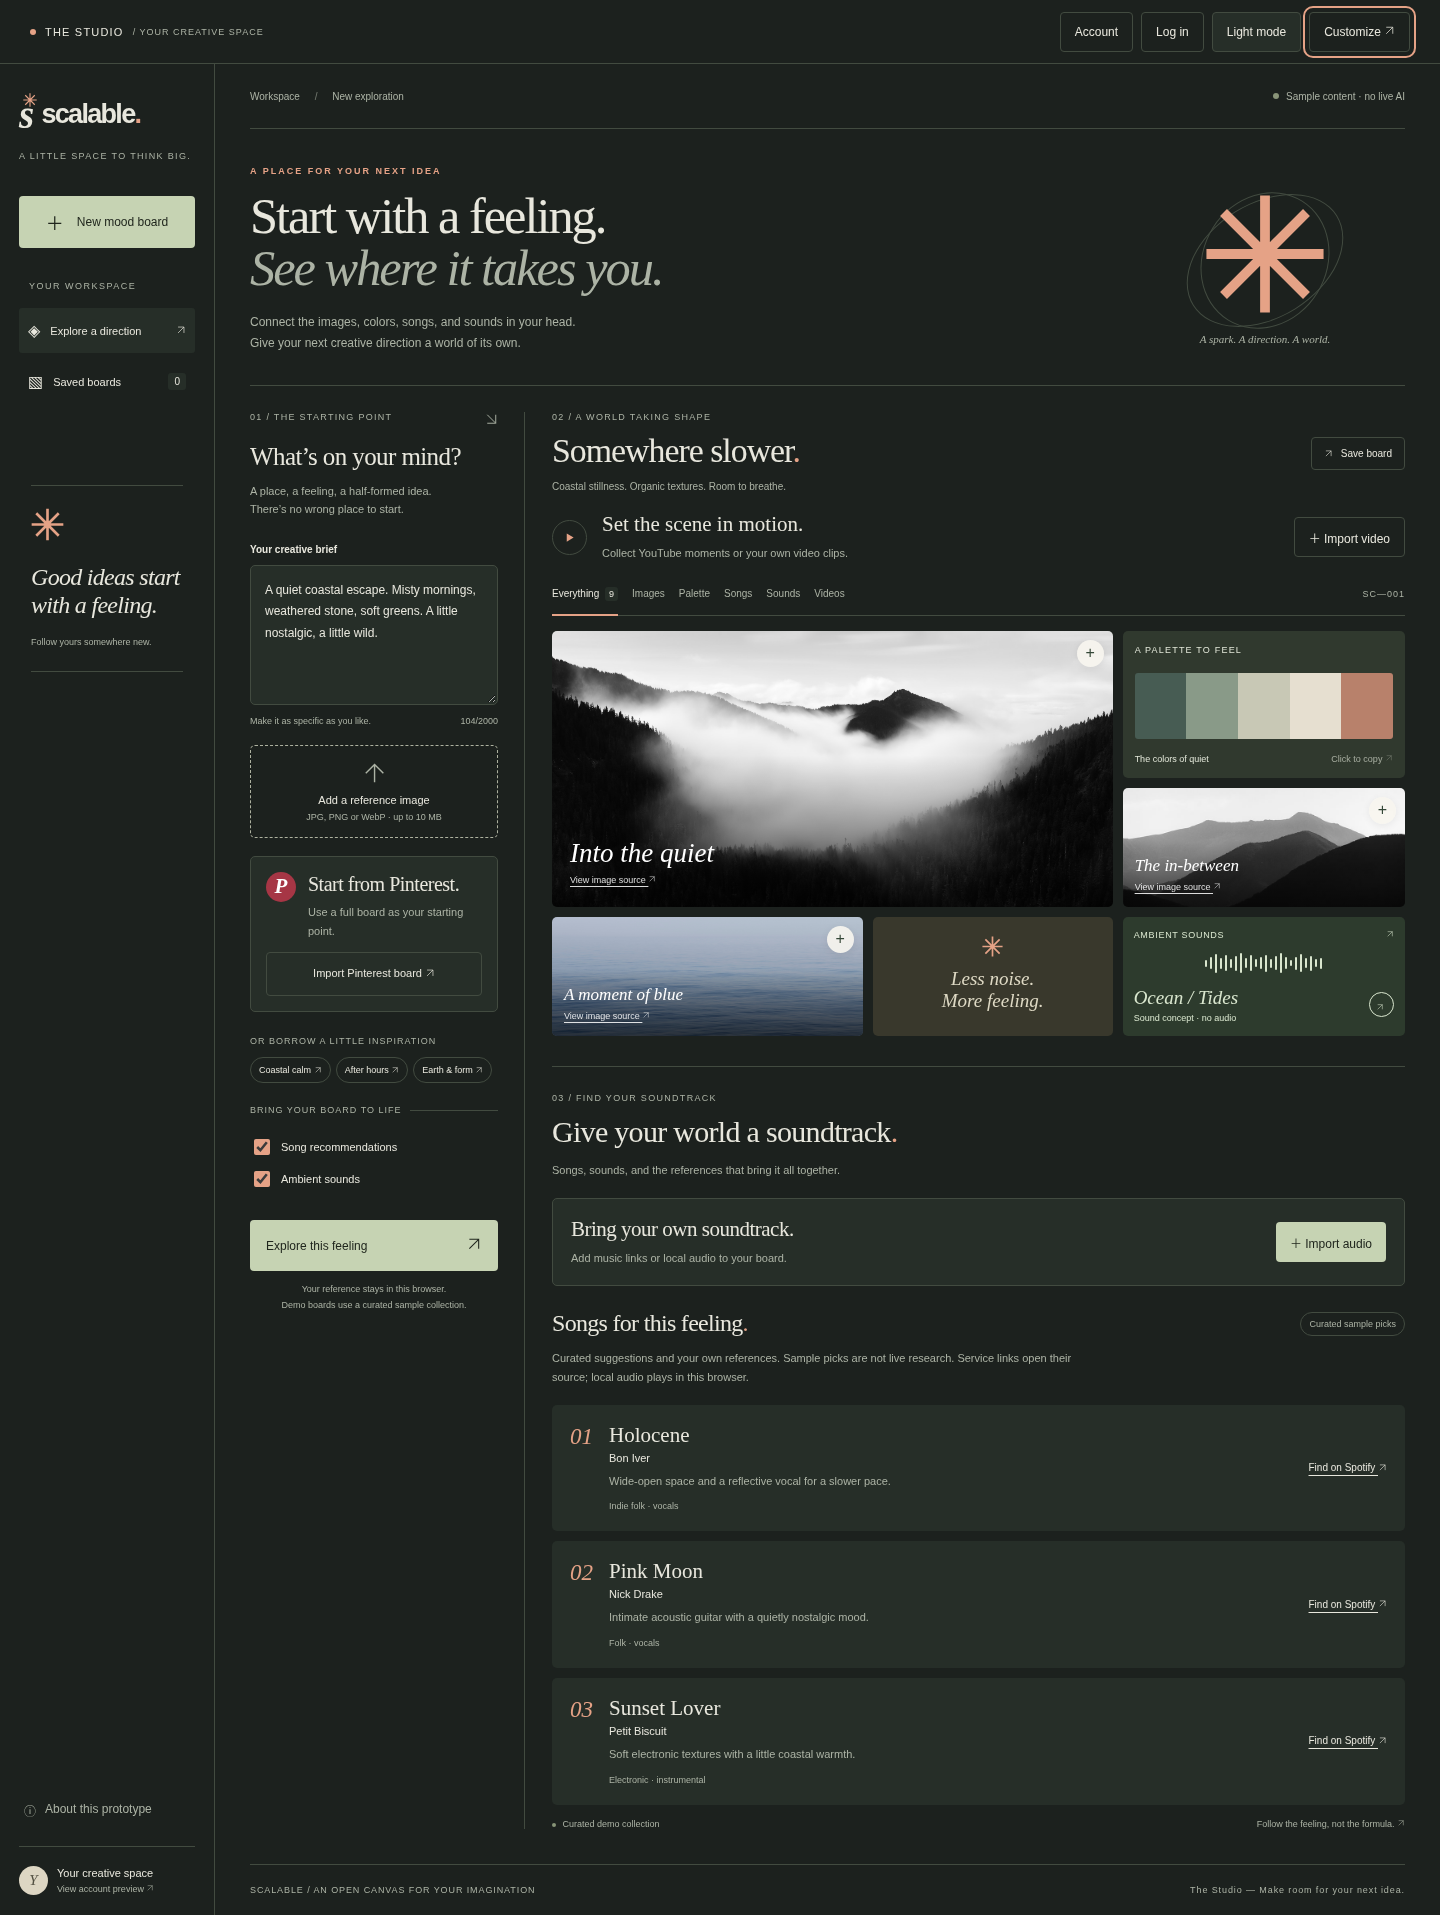 THE STUDIO / YOUR CREATIVE SPACE
Account
Log in
Light mode
Customize
s scalable.
A LITTLE SPACE TO THINK BIG.
New mood board
YOUR WORKSPACE
Explore a direction
Saved boards 0
Good ideas start
with a feeling.
Follow yours somewhere new.
About this prototype
Y
Your creative space
View account preview
Workspace / New exploration
Sample content · no live AI
A PLACE FOR YOUR NEXT IDEA
Start with a feeling.
See where it takes you.
Connect the images, colors, songs, and sounds in your head.
Give your next creative direction a world of its own.
A spark. A direction. A world.
01 / THE STARTING POINT
What’s on your mind?
A place, a feeling, a half-formed idea.
There’s no wrong place to start.
Your creative brief
A quiet coastal escape. Misty mornings,
weathered stone, soft greens. A little
nostalgic, a little wild.
Make it as specific as you like. 104/2000
Add a reference image
JPG, PNG or WebP · up to 10 MB
P
Start from Pinterest.
Use a full board as your starting
point.
Import Pinterest board
OR BORROW A LITTLE INSPIRATION
Coastal calm
After hours
Earth & form
BRING YOUR BOARD TO LIFE
Song recommendations
Ambient sounds
Explore this feeling
Your reference stays in this browser.
Demo boards use a curated sample collection.
02 / A WORLD TAKING SHAPE
Somewhere slower.
Coastal stillness. Organic textures. Room to breathe.
Save board
Set the scene in motion.
Collect YouTube moments or your own video clips.
+ Import video
Everything 9 Images Palette Songs Sounds Videos SC—001
+
Into the quiet
View image source
A PALETTE TO FEEL
The colors of quiet Click to copy
+
The in-between
View image source
+
A moment of blue
View image source
Less noise.
More feeling.
AMBIENT SOUNDS
Ocean / Tides
Sound concept · no audio
03 / FIND YOUR SOUNDTRACK
Give your world a soundtrack.
Songs, sounds, and the references that bring it all together.
Bring your own soundtrack.
Add music links or local audio to your board.
+ Import audio
Songs for this feeling.
Curated sample picks
Curated suggestions and your own references. Sample picks are not live research. Service links open their
source; local audio plays in this browser.
01 Holocene
Bon Iver
Wide-open space and a reflective vocal for a slower pace.
Indie folk · vocals
Find on Spotify
02 Pink Moon
Nick Drake
Intimate acoustic guitar with a quietly nostalgic mood.
Folk · vocals
Find on Spotify
03 Sunset Lover
Petit Biscuit
Soft electronic textures with a little coastal warmth.
Electronic · instrumental
Find on Spotify
Curated demo collection
Follow the feeling, not the formula.
SCALABLE / AN OPEN CANVAS FOR YOUR IMAGINATION
The Studio — Make room for your next idea.